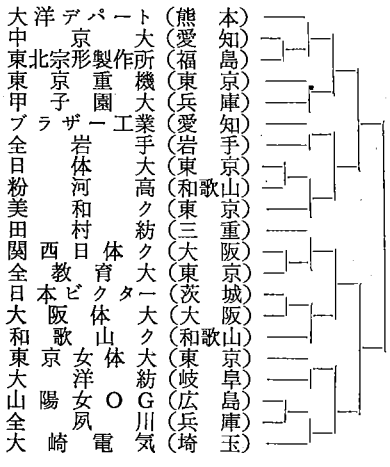 大洋デパート(熊本)
中京大(愛知)
東北宗形製作所(福島)
東京重機(東京)
甲子園大(兵庫)
ブラザー工業(愛知)
全岩手(岩手)
日体大(東京)
粉河高(和歌山)
美和ク(東京)
田村紡(三重)
関西日体ク(大阪)
全教育大(東京)
日本ビクター(茨城)
大阪体大(大阪)
和歌山ク(和歌山)
東京女体大(東京)
大洋紡(岐阜)
山陽女OG(広島)
全夙川(兵庫)
大崎電気(埼玉)